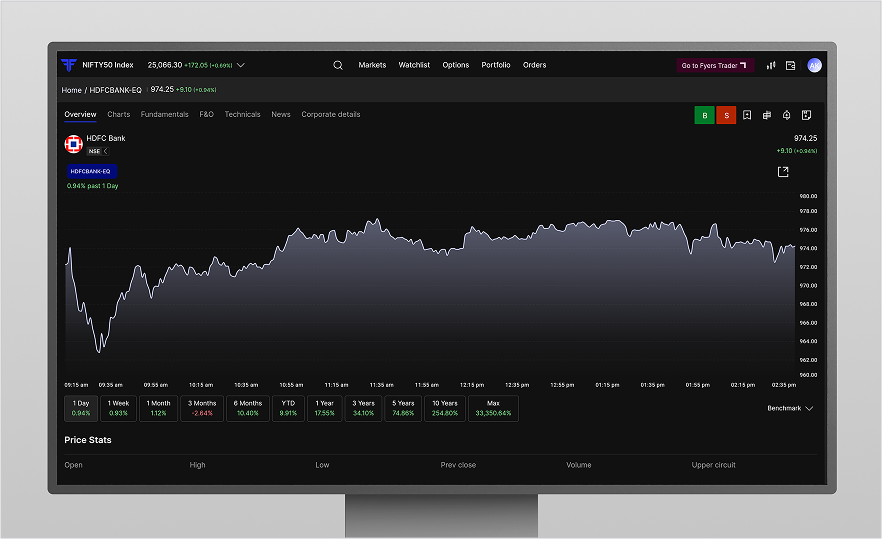 NIFTY50 Index 25,066.30 +172.05 (+0.69%) Markets Watchlist Options Portfolio Orders Go to Fyers Trader AK
Home / HDFCBANK-EQ 974.25 +9.10 (+0.94%)
Overview Charts Fundamentals F&O Technicals News Corporate details B S
HDFC Bank 974.25
NSE +9.10 (+0.94%)
HDFCBANK-EQ
0.94% past 1 Day
980.00
978.00
976.00
974.00
972.00
970.00
968.00
966.00
964.00
962.00
960.00
09:15 am 09:35 am 09:55 am 10:15 am 10:35 am 10:55 am 11:15 am 11:35 am 11:55 am 12:15 pm 12:35 pm 12:55 pm 01:15 pm 01:35 pm 01:55 pm 02:15 pm 02:35 pm
1 Day 1 Week 1 Month 3 Months 6 Months YTD 1 Year 3 Years 5 Years 10 Years Max
0.94% 0.93% 1.12% -2.64% 10.40% 9.91% 17.55% 34.10% 74.86% 254.80% 33,350.64%
Benchmark
Price Stats
Open High Low Prev close Volume Upper circuit